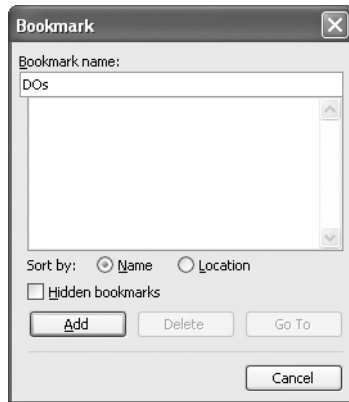 Bookmark
Bookmark name:
DOs
Sort by: Name Location
Hidden bookmarks
Add Delete Go To
Cancel